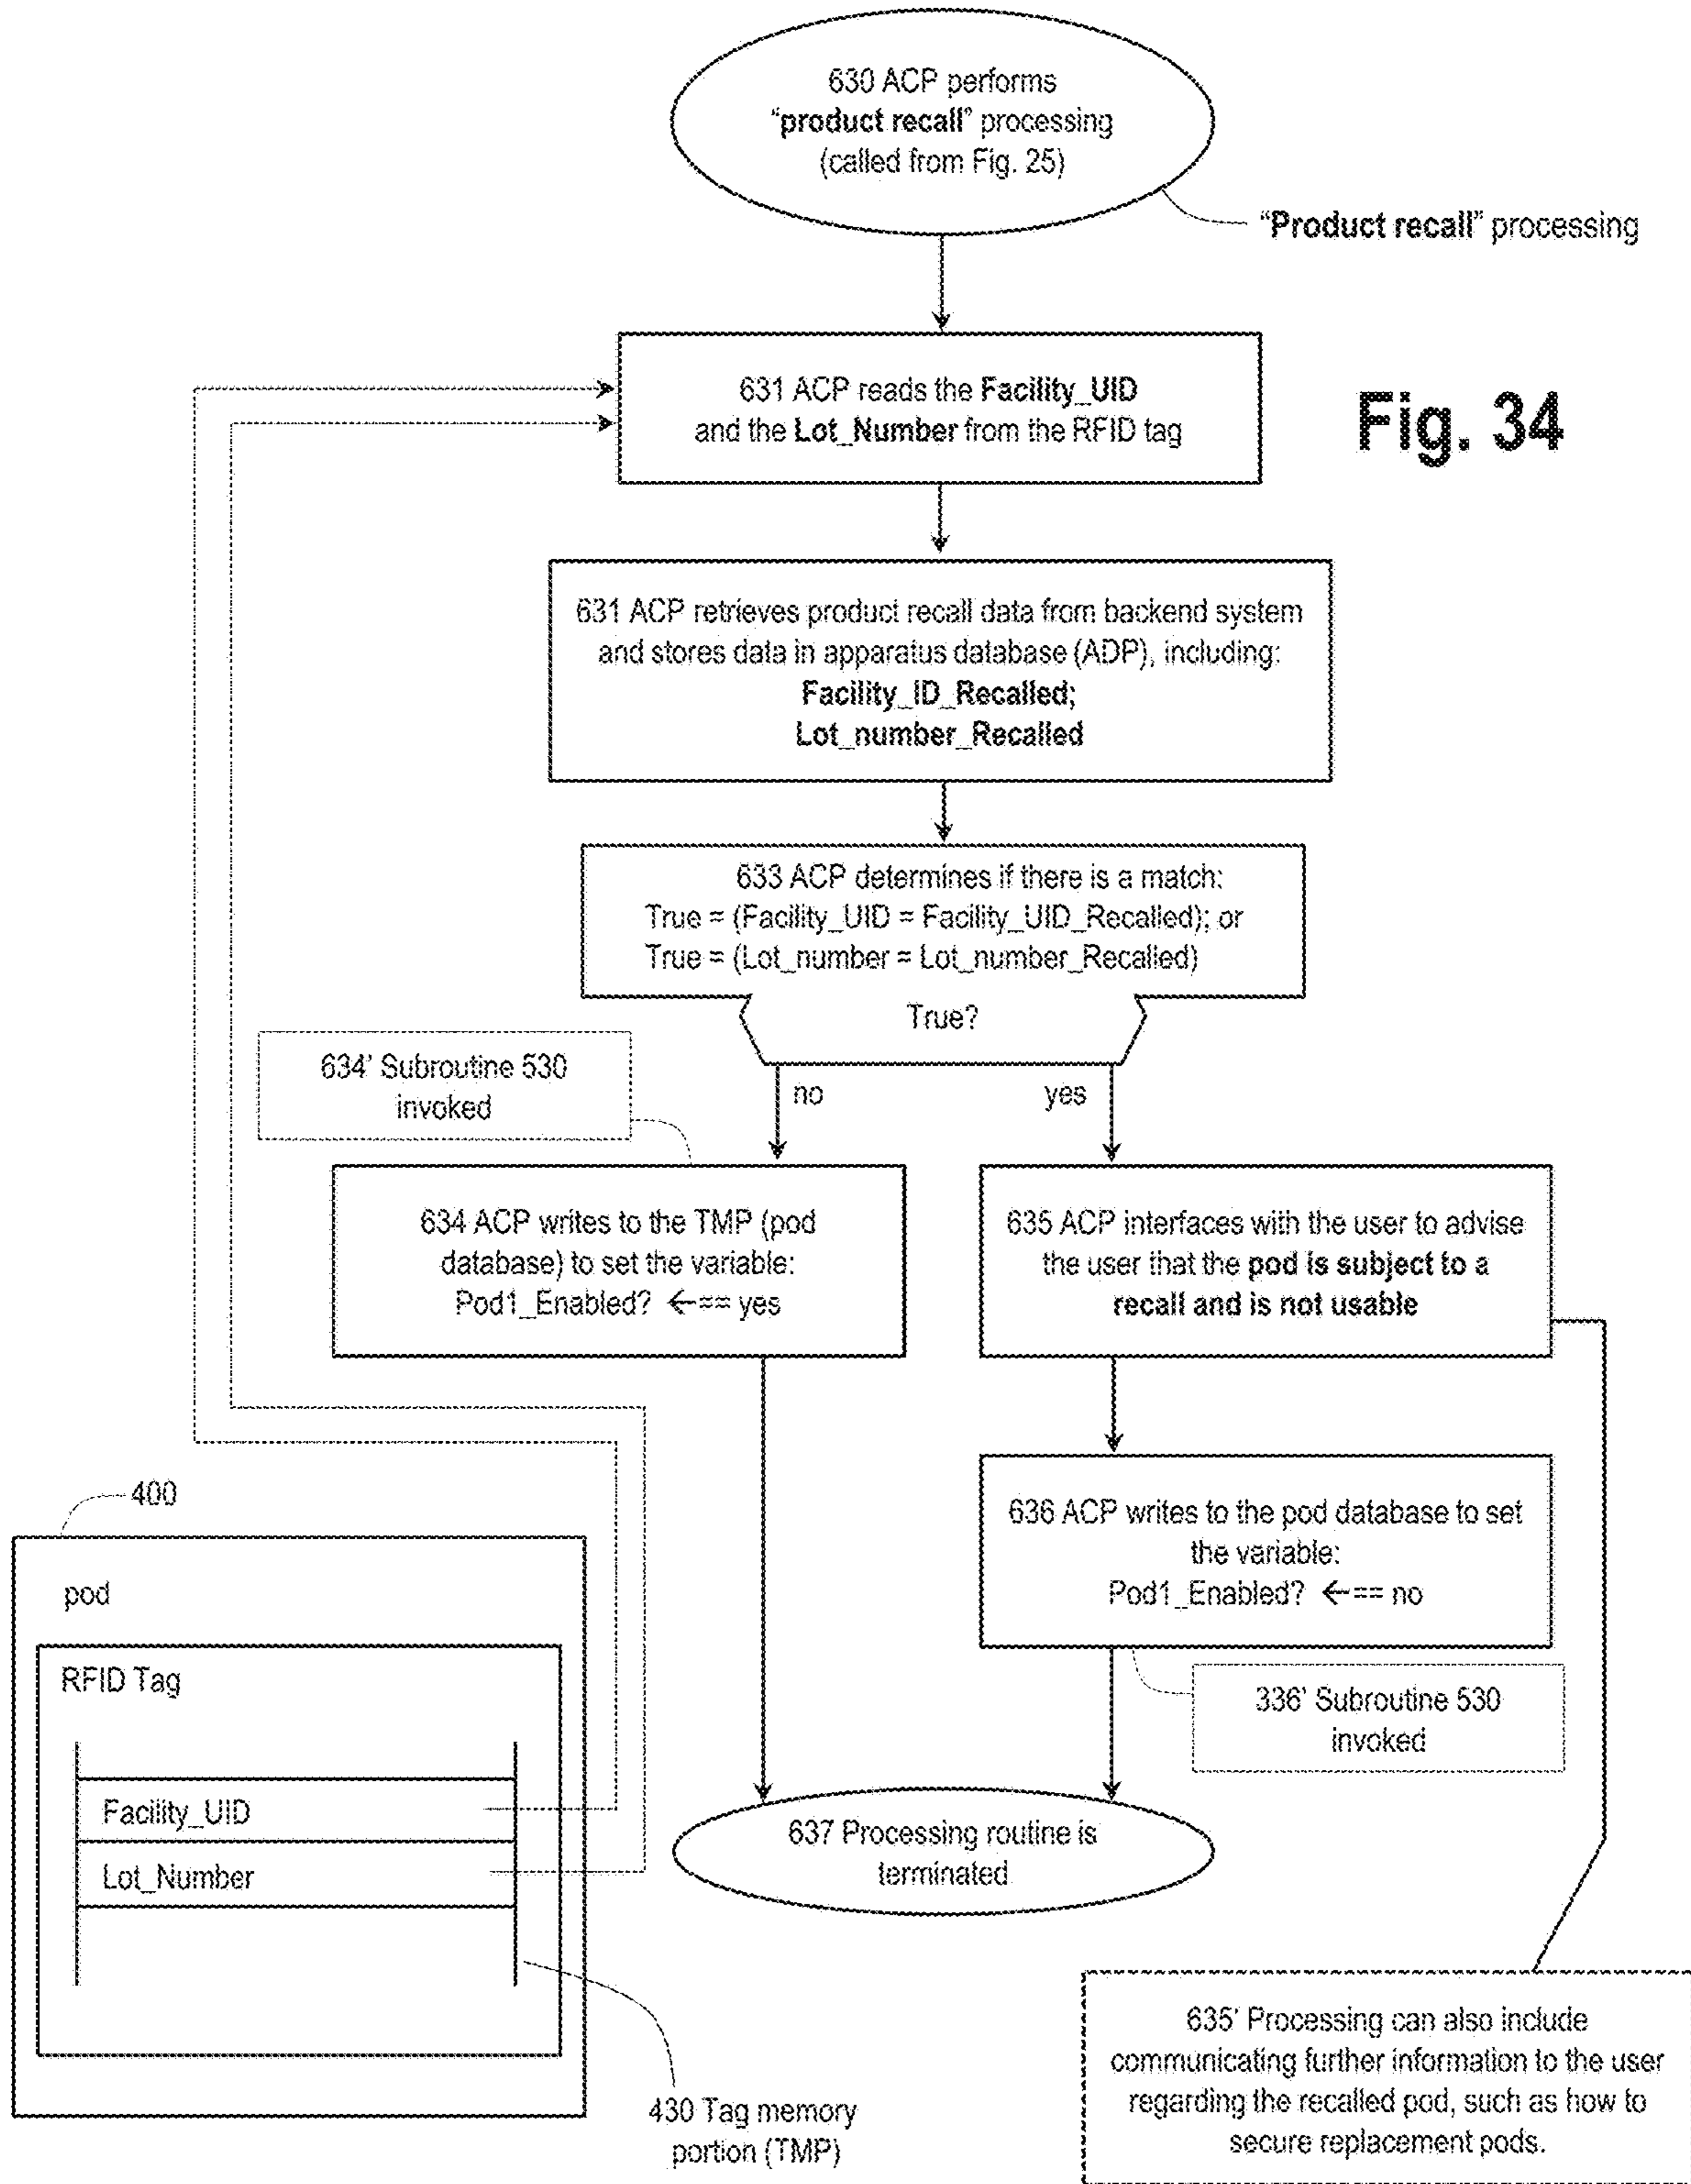 630 ACP performs
"product recall" processing
(called from Fig. 25)
"Product recall" processing
Fig. 34
631 ACP reads the Facility_UID
and the Lot_Number from the RFID tag
631 ACP retrieves product recall data from backend system
and stores data in apparatus database (ADP), including:
Facility_ID_Recalled;
Lot_number_Recalled
633 ACP determines if there is a match:
True = (Facility_UID = Facility_UID_Recalled); or
True = (Lot_number = Lot_number_Recalled)
True?
no
yes
634' Subroutine 530
invoked
634 ACP writes to the TMP (pod
database) to set the variable:
Pod1_Enabled? ←== yes
635 ACP interfaces with the user to advise
the user that the pod is subject to a
recall and is not usable
636 ACP writes to the pod database to set
the variable:
Pod1_Enabled? ←== no
336' Subroutine 530
invoked
637 Processing routine is
terminated
400
pod
RFID Tag
Facility_UID
Lot_Number
430 Tag memory
portion (TMP)
635' Processing can also include
communicating further information to the user
regarding the recalled pod, such as how to
secure replacement pods.